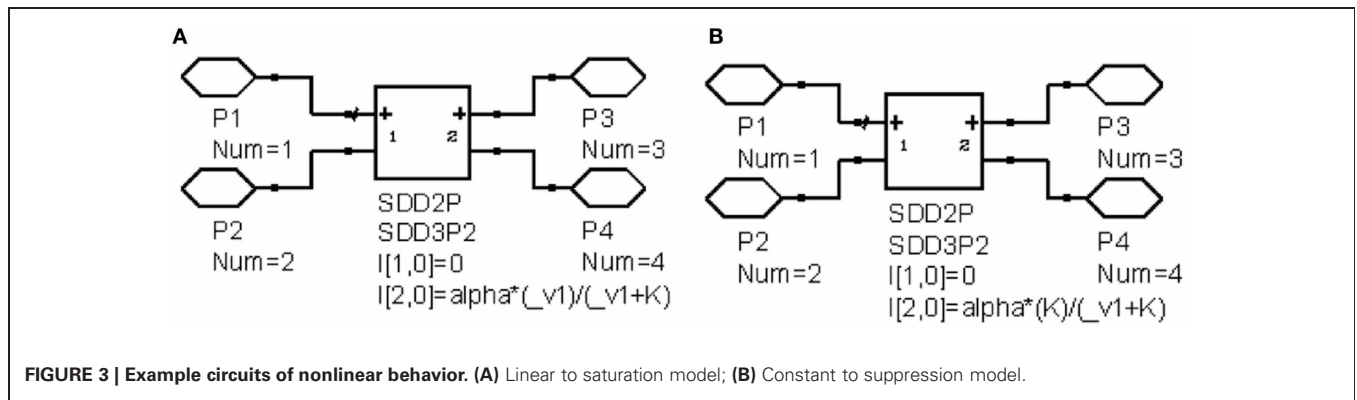 A
P1
Num=1
P2
Num=2
+
1
+
2
SDD2P
SDD3P2
I[1,0]=0
I[2,0]=alpha*(_v1)/(_v1+K)
P3
Num=3
P4
Num=4
B
P1
Num=1
P2
Num=2
+
1
+
2
SDD2P
SDD3P2
I[1,0]=0
I[2,0]=alpha*(K)/(_v1+K)
P3
Num=3
P4
Num=4
FIGURE 3 | Example circuits of nonlinear behavior. (A) Linear to saturation model; (B) Constant to suppression model.